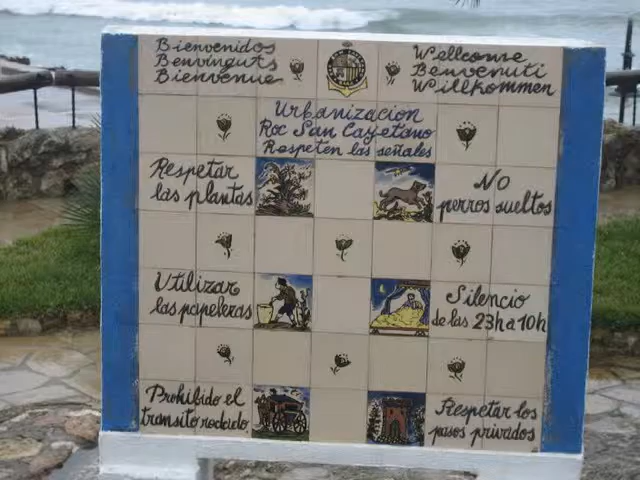 Bienvenidos
Benvinguts
Bienvenue
Wellcome
Benvenuti
Willkommen
Urbanizacion
Roc San Cayetano
Respeten las señales
Respetar
las plantas
No
perros sueltos
Utilizar
las papeleras
Silencio
de las 23h a 10h
Prohibido el
transito rodado
Respetar los
pasos privados